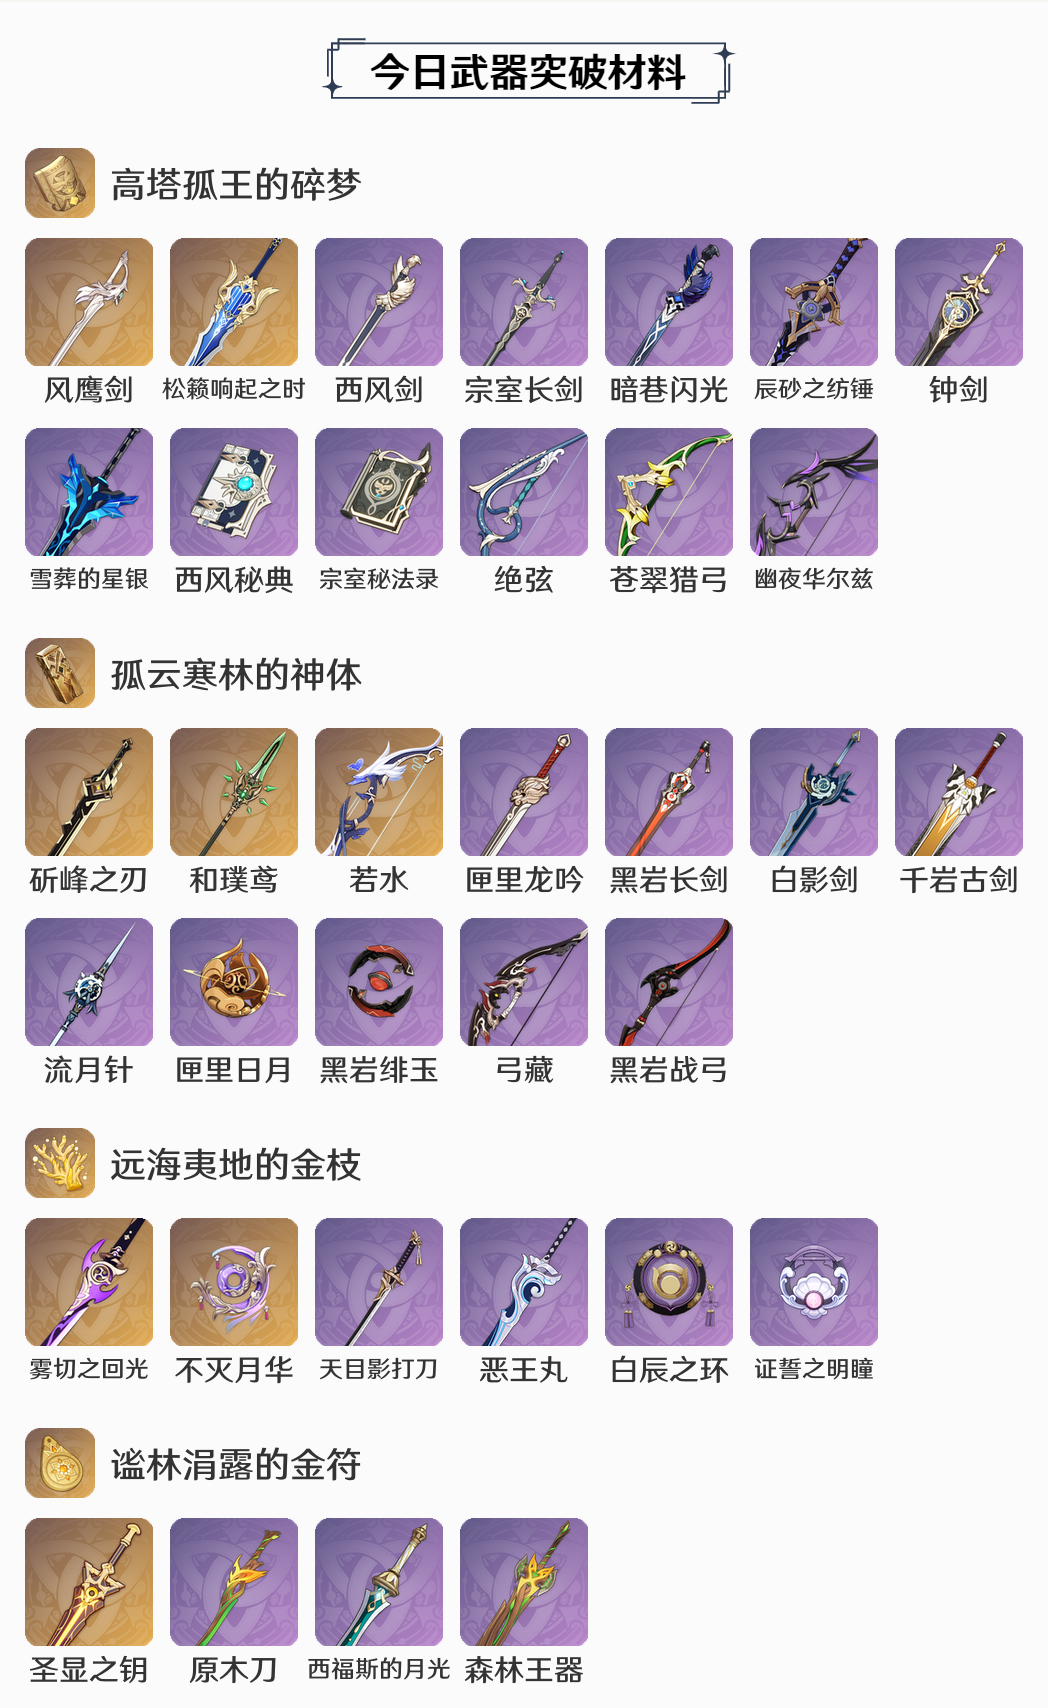 今日武器突破材料
高塔孤王的碎梦
风鹰剑 松籁响起之时 西风剑 宗室长剑 暗巷闪光 辰砂之纺锤 钟剑
雪葬的星银 西风秘典 宗室秘法录 绝弦 苍翠猎弓 幽夜华尔兹
孤云寒林的神体
斫峰之刃 和璞鸢 若水 匣里龙吟 黑岩长剑 白影剑 千岩古剑
流月针 匣里日月 黑岩绯玉 弓藏 黑岩战弓
远海夷地的金枝
雾切之回光 不灭月华 天目影打刀 恶王丸 白辰之环 证誓之明瞳
谧林涓露的金符
圣显之钥 原木刀 西福斯的月光 森林王器